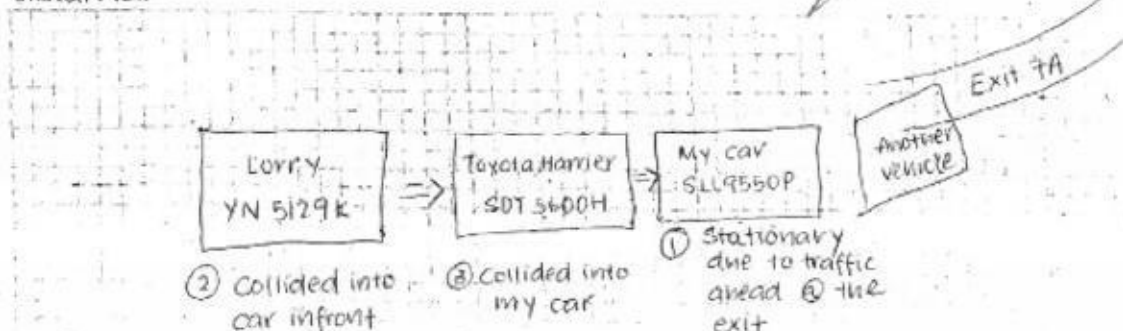 Exit 7A
Another
vehicle
Lorry
YN 5129K
Toyota Harrier
SDT 3600H
My car
SLL9550P
② Collided into
car infront
③ Collided into
my car
① Stationary
due to traffic
ahead @ the
exit